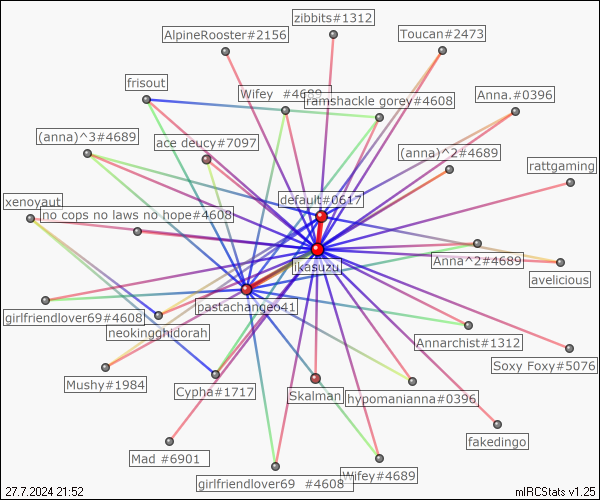 zibbits#1312
AlpineRooster#2156
Toucan#2473
frisout
Wifey #4689
ramshackle gorey#4608
Anna.#0396
(anna)^3#4689
ace deucy#7097
(anna)^2#4689
rattgaming
xenoyaut
default#0617
no cops no laws no hope#4608
Anna^2#4689
ikasuzu
avelicious
pastachangeo41
girlfriendlover69#4608
neokingghidorah
Annarchist#1312
Soxy Foxy#5076
Mushy#1984
Cypha#1717
Skalman
hypomanianna#0396
fakedingo
Mad #6901
Wifey#4689
girlfriendlover69 #4608
27.7.2024 21:52
mIRCStats v1.25